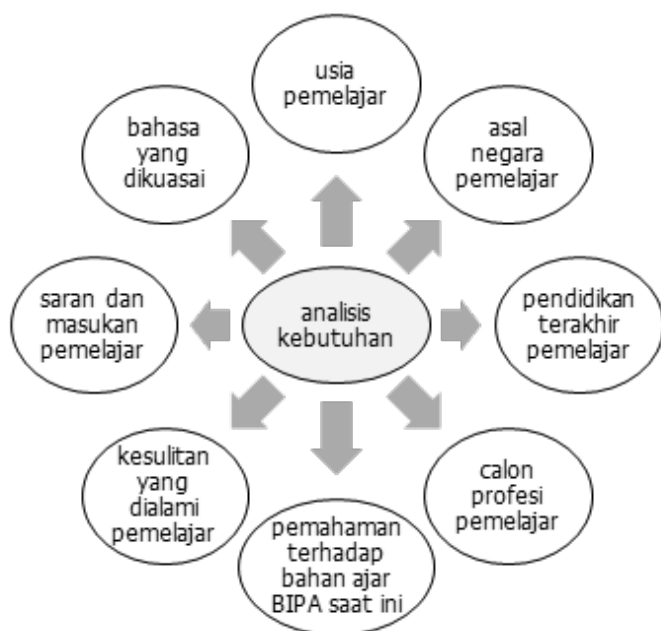 usia
pemelajar
asal
negara
pemelajar
pendidikan
terakhir
pemelajar
calon
profesi
pemelajar
pemahaman
terhadap
bahan ajar
BIPA saat ini
kesulitan
yang
dialami
pemelajar
saran dan
masukan
pemelajar
bahasa
yang
dikuasai
analisis
kebutuhan